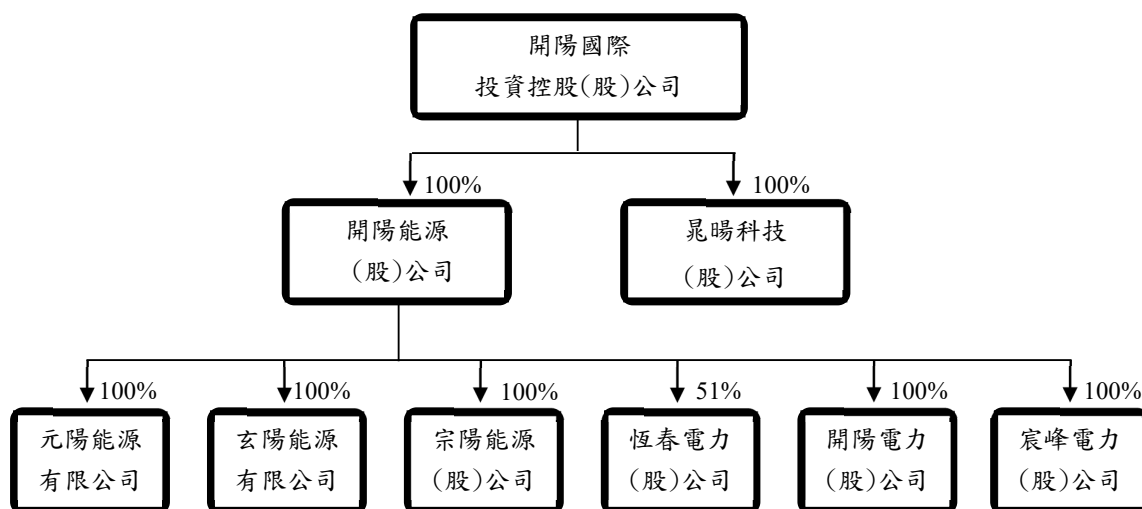 開陽國際
投資控股(股)公司
100%
100%
開陽能源
(股)公司
晁暘科技
(股)公司
100%
100%
100%
51%
100%
100%
元陽能源
有限公司
玄陽能源
有限公司
宗陽能源
(股)公司
恆春電力
(股)公司
開陽電力
(股)公司
宸峰電力
(股)公司